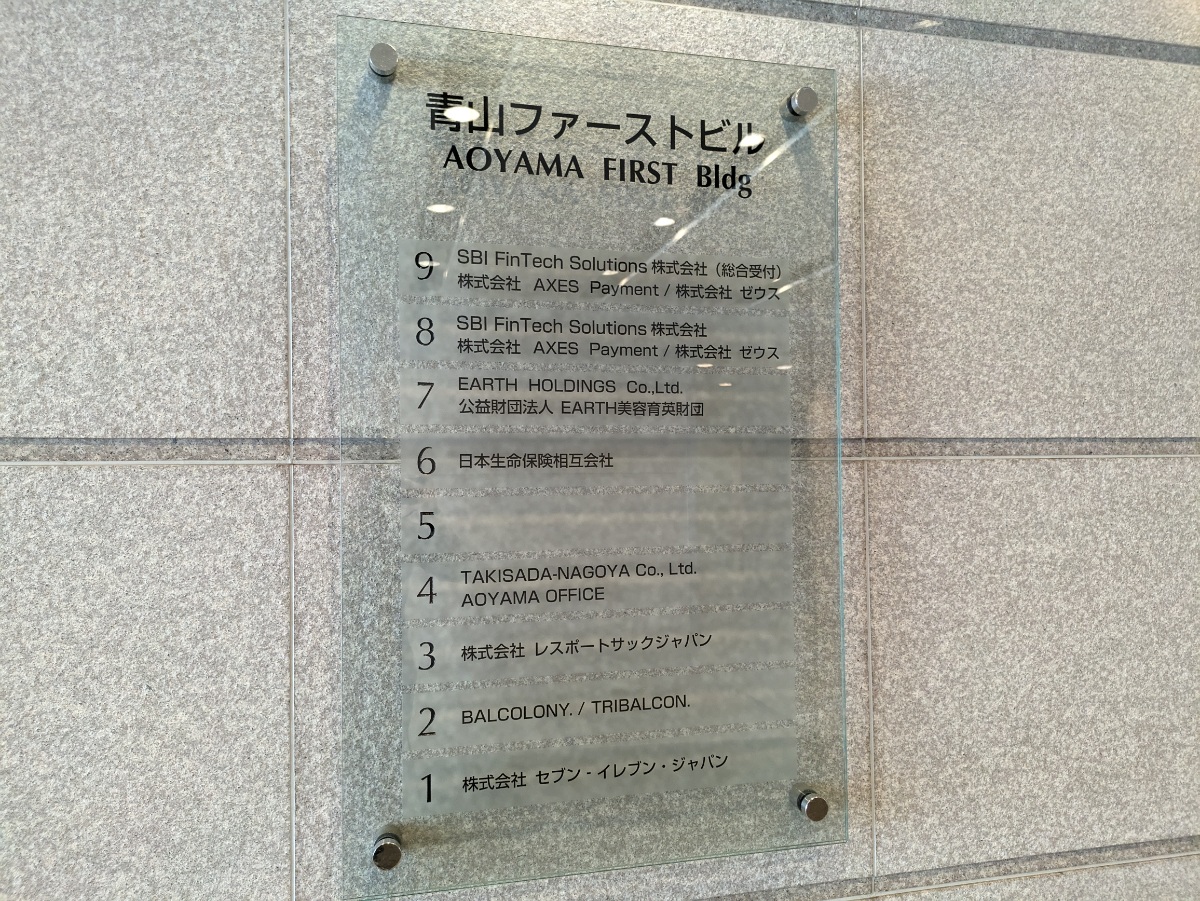 青山ファーストビル
AOYAMA FIRST Bldg
9 SBI FinTech Solutions 株式会社（総合受付）
株式会社 AXES Payment / 株式会社 ゼウス
8 SBI FinTech Solutions 株式会社
株式会社 AXES Payment / 株式会社 ゼウス
7 EARTH HOLDINGS Co.,Ltd.
公益財団法人 EARTH美容育英財団
6 日本生命保険相互会社
5
4 TAKISADA-NAGOYA Co., Ltd.
AOYAMA OFFICE
3 株式会社 レスポートサックジャパン
2 BALCOLONY. / TRIBALCON.
1 株式会社 セブン‐イレブン・ジャパン